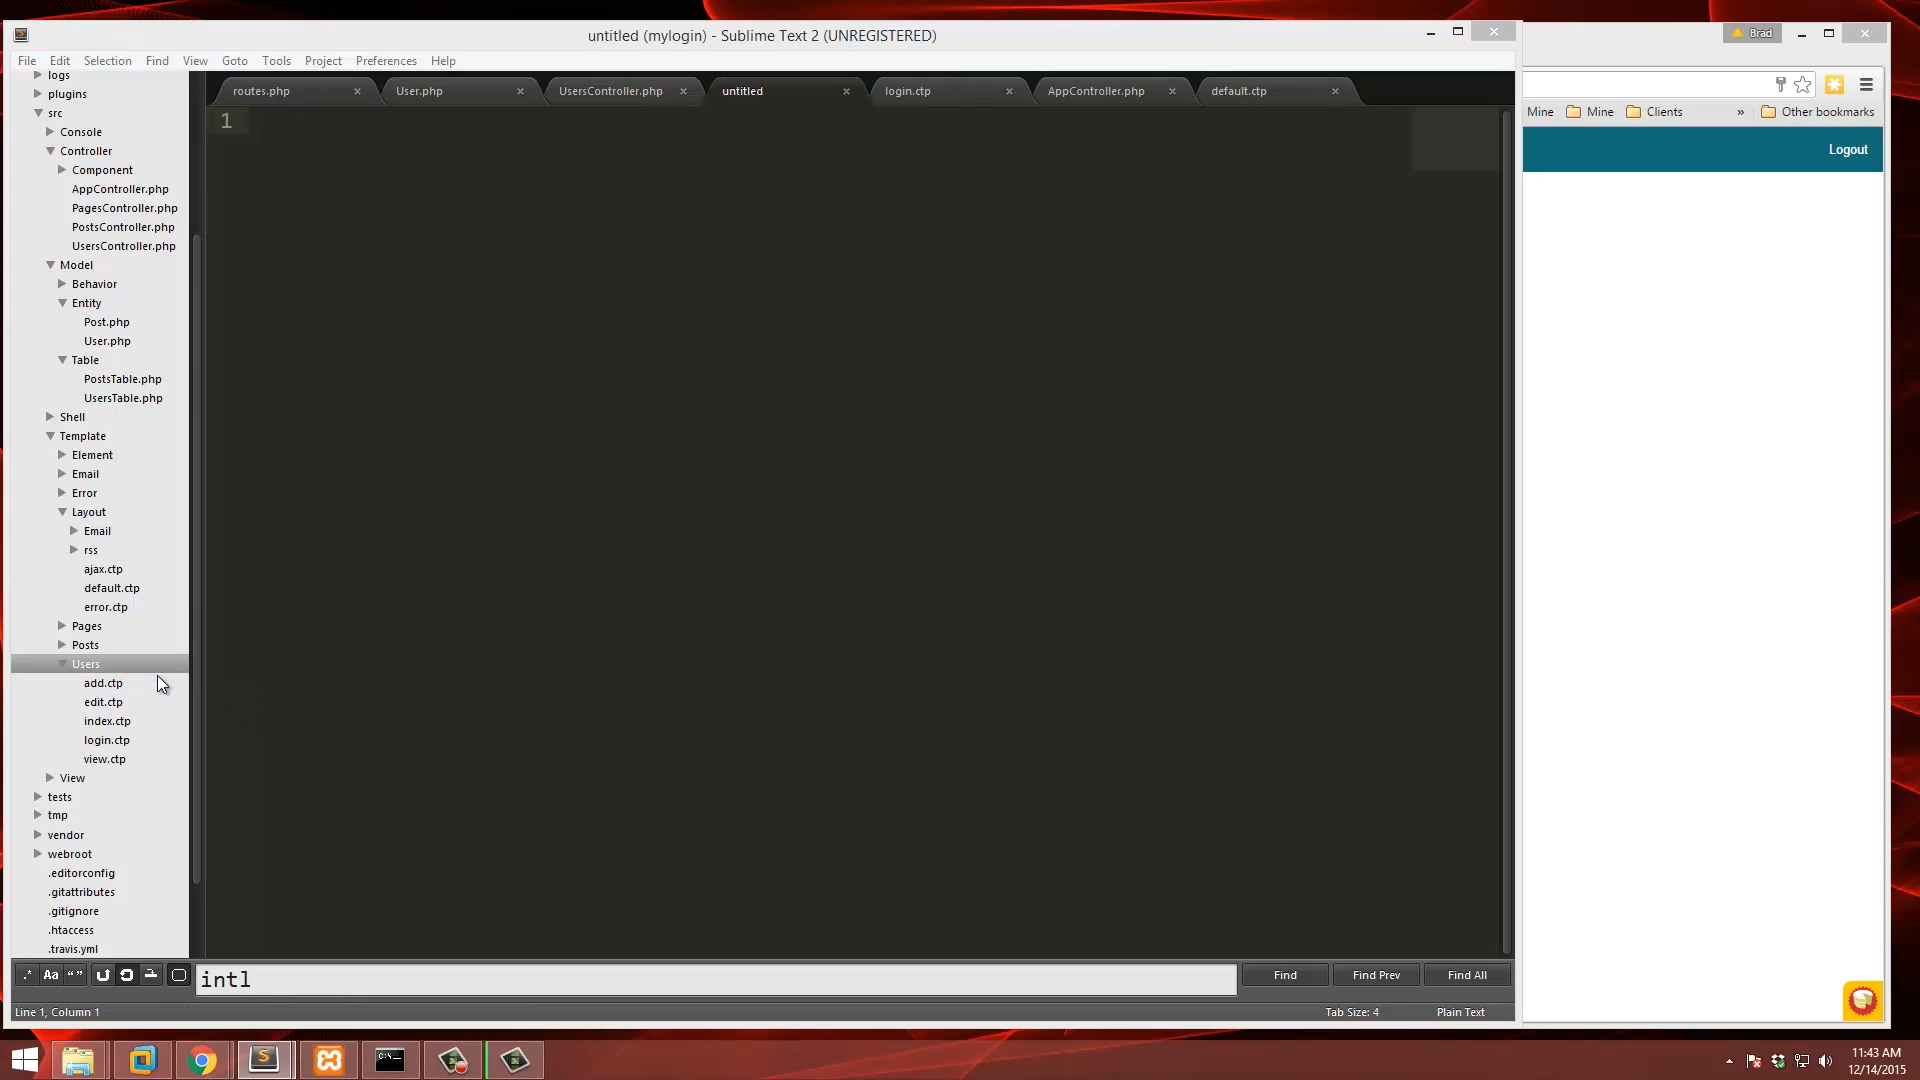 untitled (mylogin) - Sublime Text 2 (UNREGISTERED)
Brad
File Edit Selection Find View Goto Tools Project Preferences Help
logs
plugins
src
Console
Controller
Component
AppController.php
PagesController.php
PostsController.php
UsersController.php
Model
Behavior
Entity
Post.php
User.php
Table
PostsTable.php
UsersTable.php
Shell
Template
Element
Email
Error
Layout
Email
rss
ajax.ctp
default.ctp
error.ctp
Pages
Posts
Users
add.ctp
edit.ctp
index.ctp
login.ctp
view.ctp
View
tests
tmp
vendor
webroot
.editorconfig
.gitattributes
.gitignore
.htaccess
.travis.yml
routes.php × User.php × UsersController.php × untitled × login.ctp × AppController.php × default.ctp ×
1
Mine Mine Clients » Other bookmarks
Logout
.* Aa “ ”
intl
Find Find Prev Find All
Line 1, Column 1
Tab Size: 4 Plain Text
C:\_
11:43 AM
12/14/2015